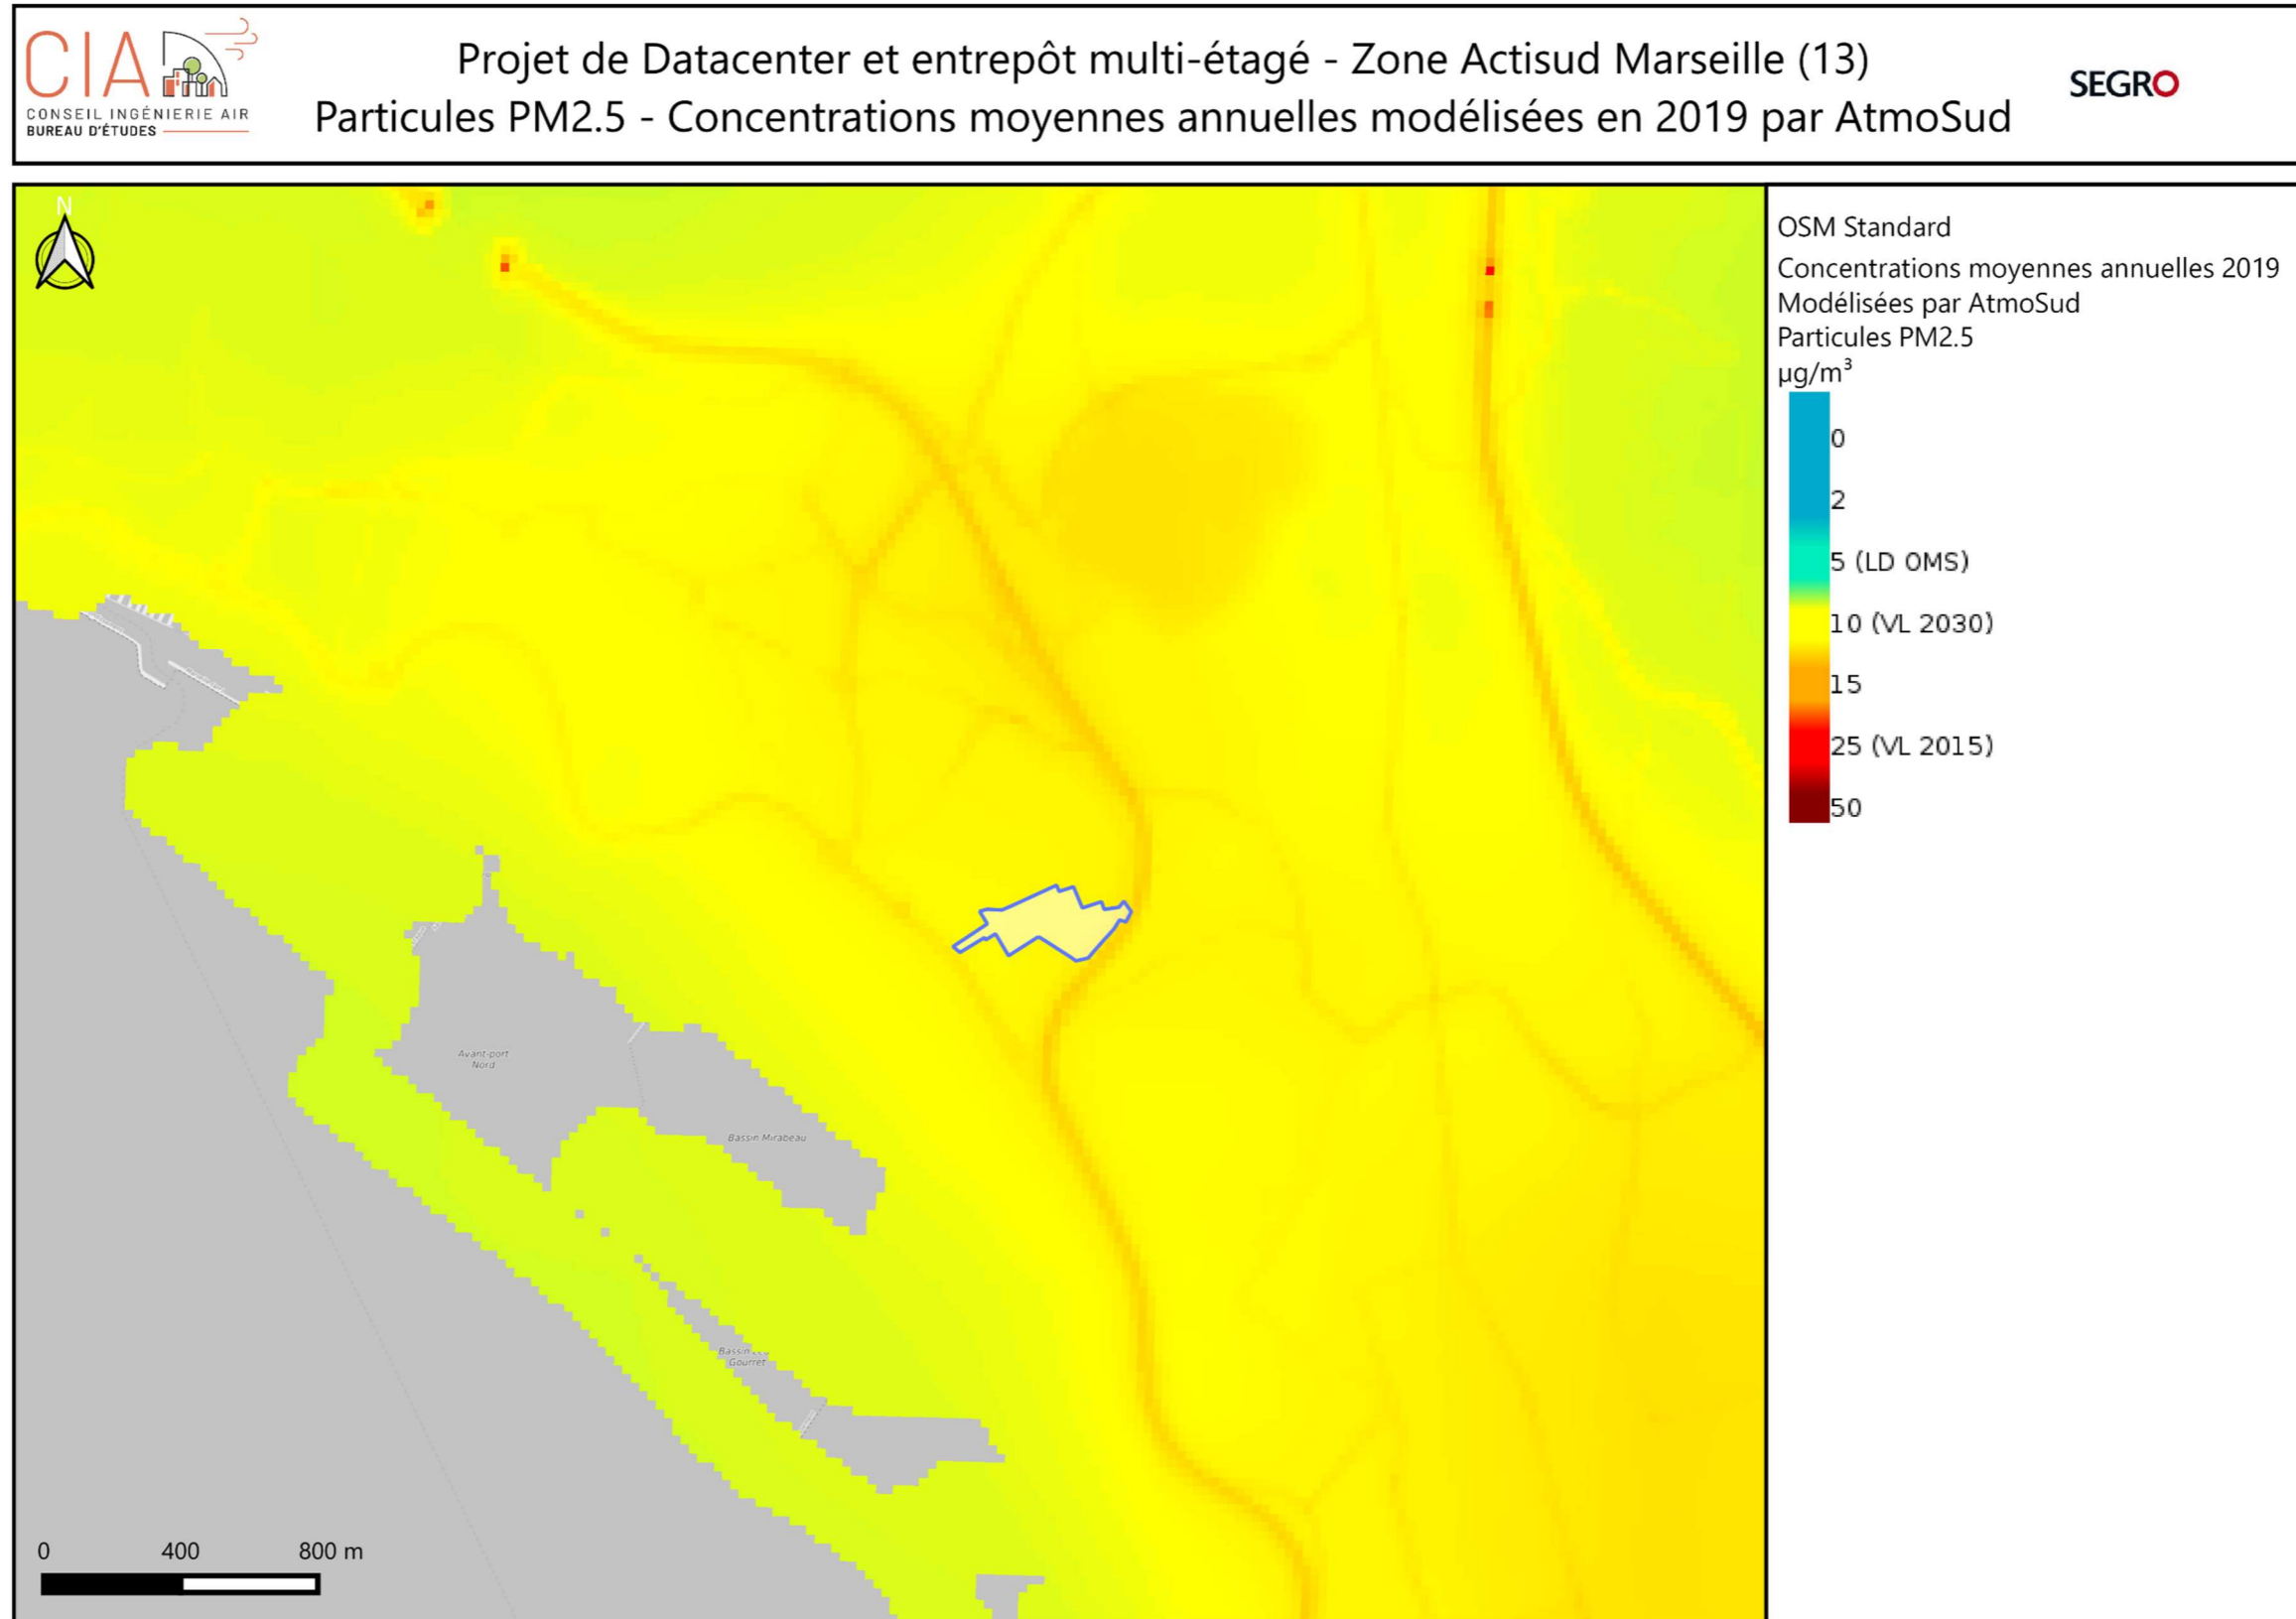 CIA
CONSEIL INGÉNIERIE AIR
BUREAU D'ÉTUDES
Projet de Datacenter et entrepôt multi-étagé - Zone Actisud Marseille (13)
Particules PM2.5 - Concentrations moyennes annuelles modélisées en 2019 par AtmoSud
SEGRO
N
OSM Standard
Concentrations moyennes annuelles 2019
Modélisées par AtmoSud
Particules PM2.5
µg/m³
0
2
5 (LD OMS)
10 (VL 2030)
15
25 (VL 2015)
50
Avant-port
Nord
Bassin Mirabeau
Bassin
Gourret
0 400 800 m